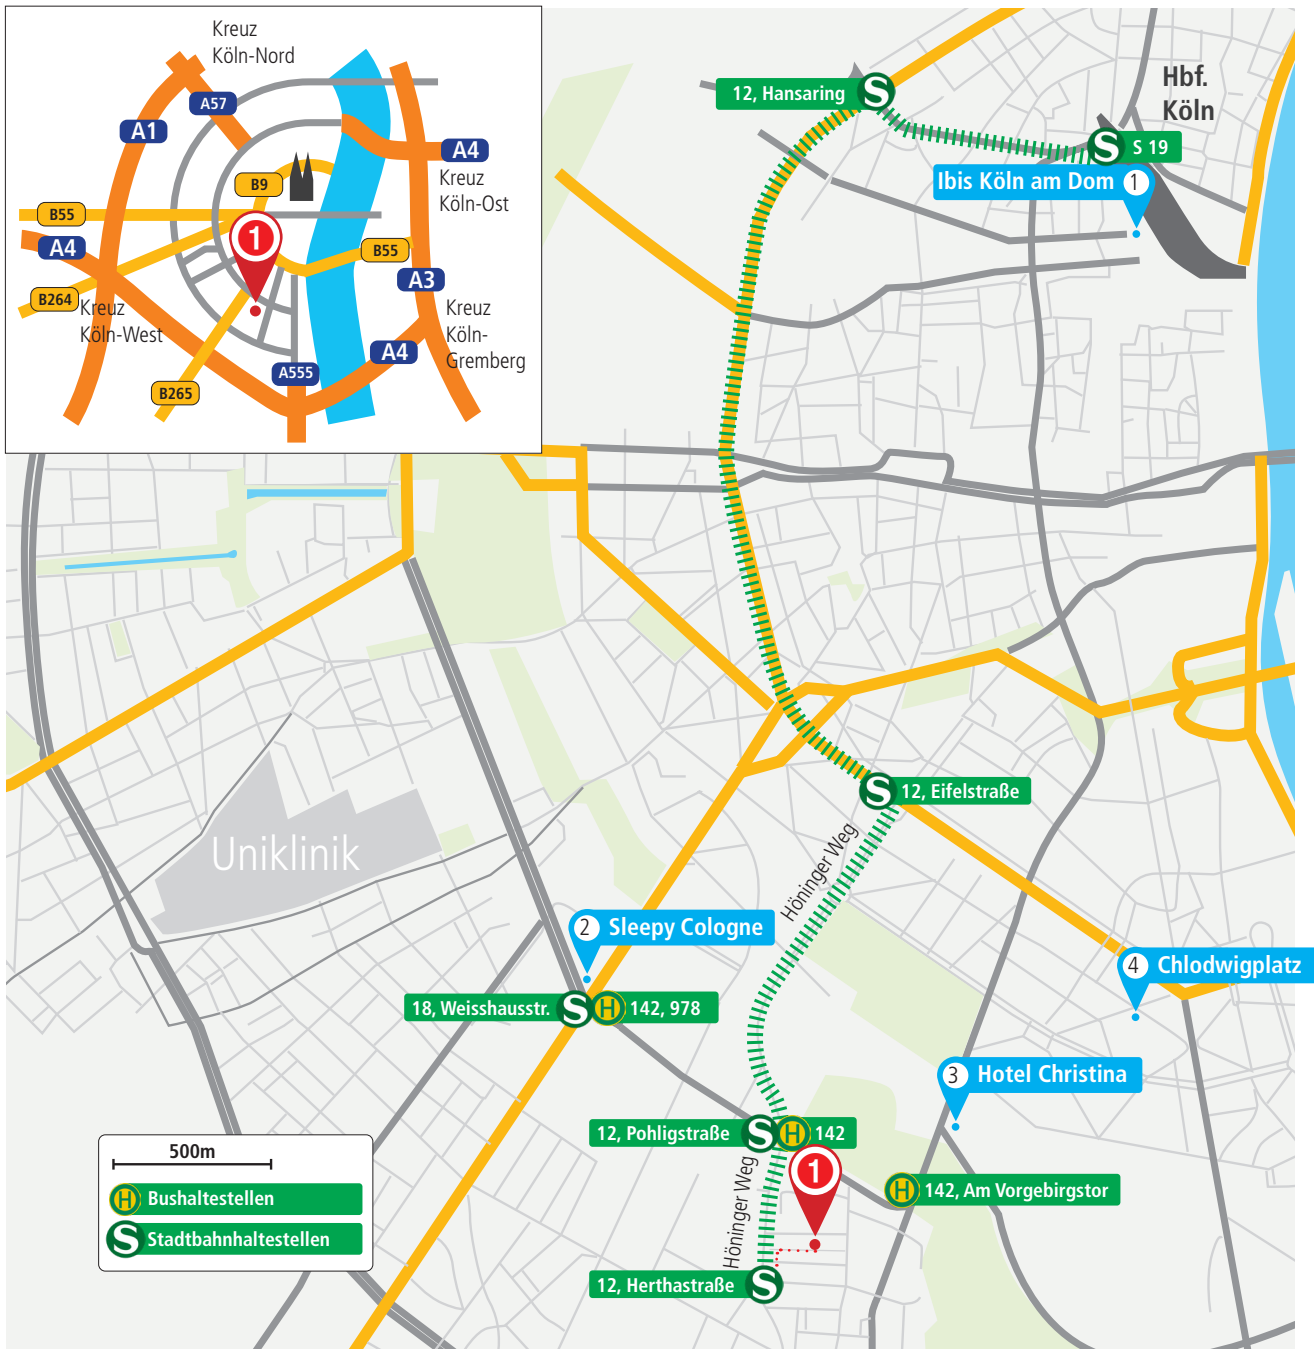 Kreuz
Köln-Nord
A57
A1
A4
Kreuz
Köln-Ost
B9
B55
A4
1
B55
A3
B264
Kreuz
Köln-West
Kreuz
Köln-
Gremberg
A4
A555
B265
12, Hansaring S
Hbf.
Köln
S S 19
Ibis Köln am Dom 1
S 12, Eifelstraße
Höninger Weg
Uniklinik
2 Sleepy Cologne
4 Chlodwigplatz
18, Weisshausstr. S H 142, 978
3 Hotel Christina
12, Pohligstraße S H 142
1
Höninger Weg
H 142, Am Vorgebirgstor
12, Herthastraße S
500m
H Bushaltestellen
S Stadtbahnhaltestellen